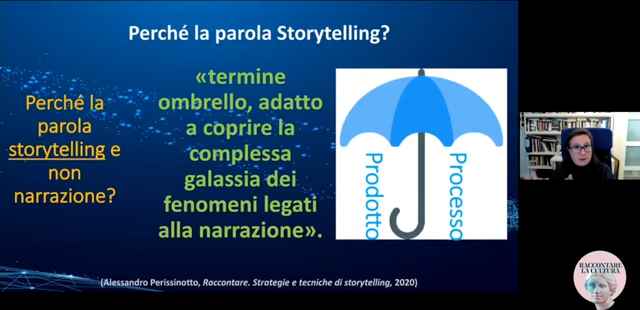 Perché la parola Storytelling?
Perché la
parola
storytelling e
non
narrazione?
«termine
ombrello, adatto
a coprire la
complessa
galassia dei
fenomeni legati
alla narrazione».
Prodotto
Processo
(Alessandro Perissinotto, Raccontare. Strategie e tecniche di storytelling, 2020)
RACCONTARE
LA CULTURA